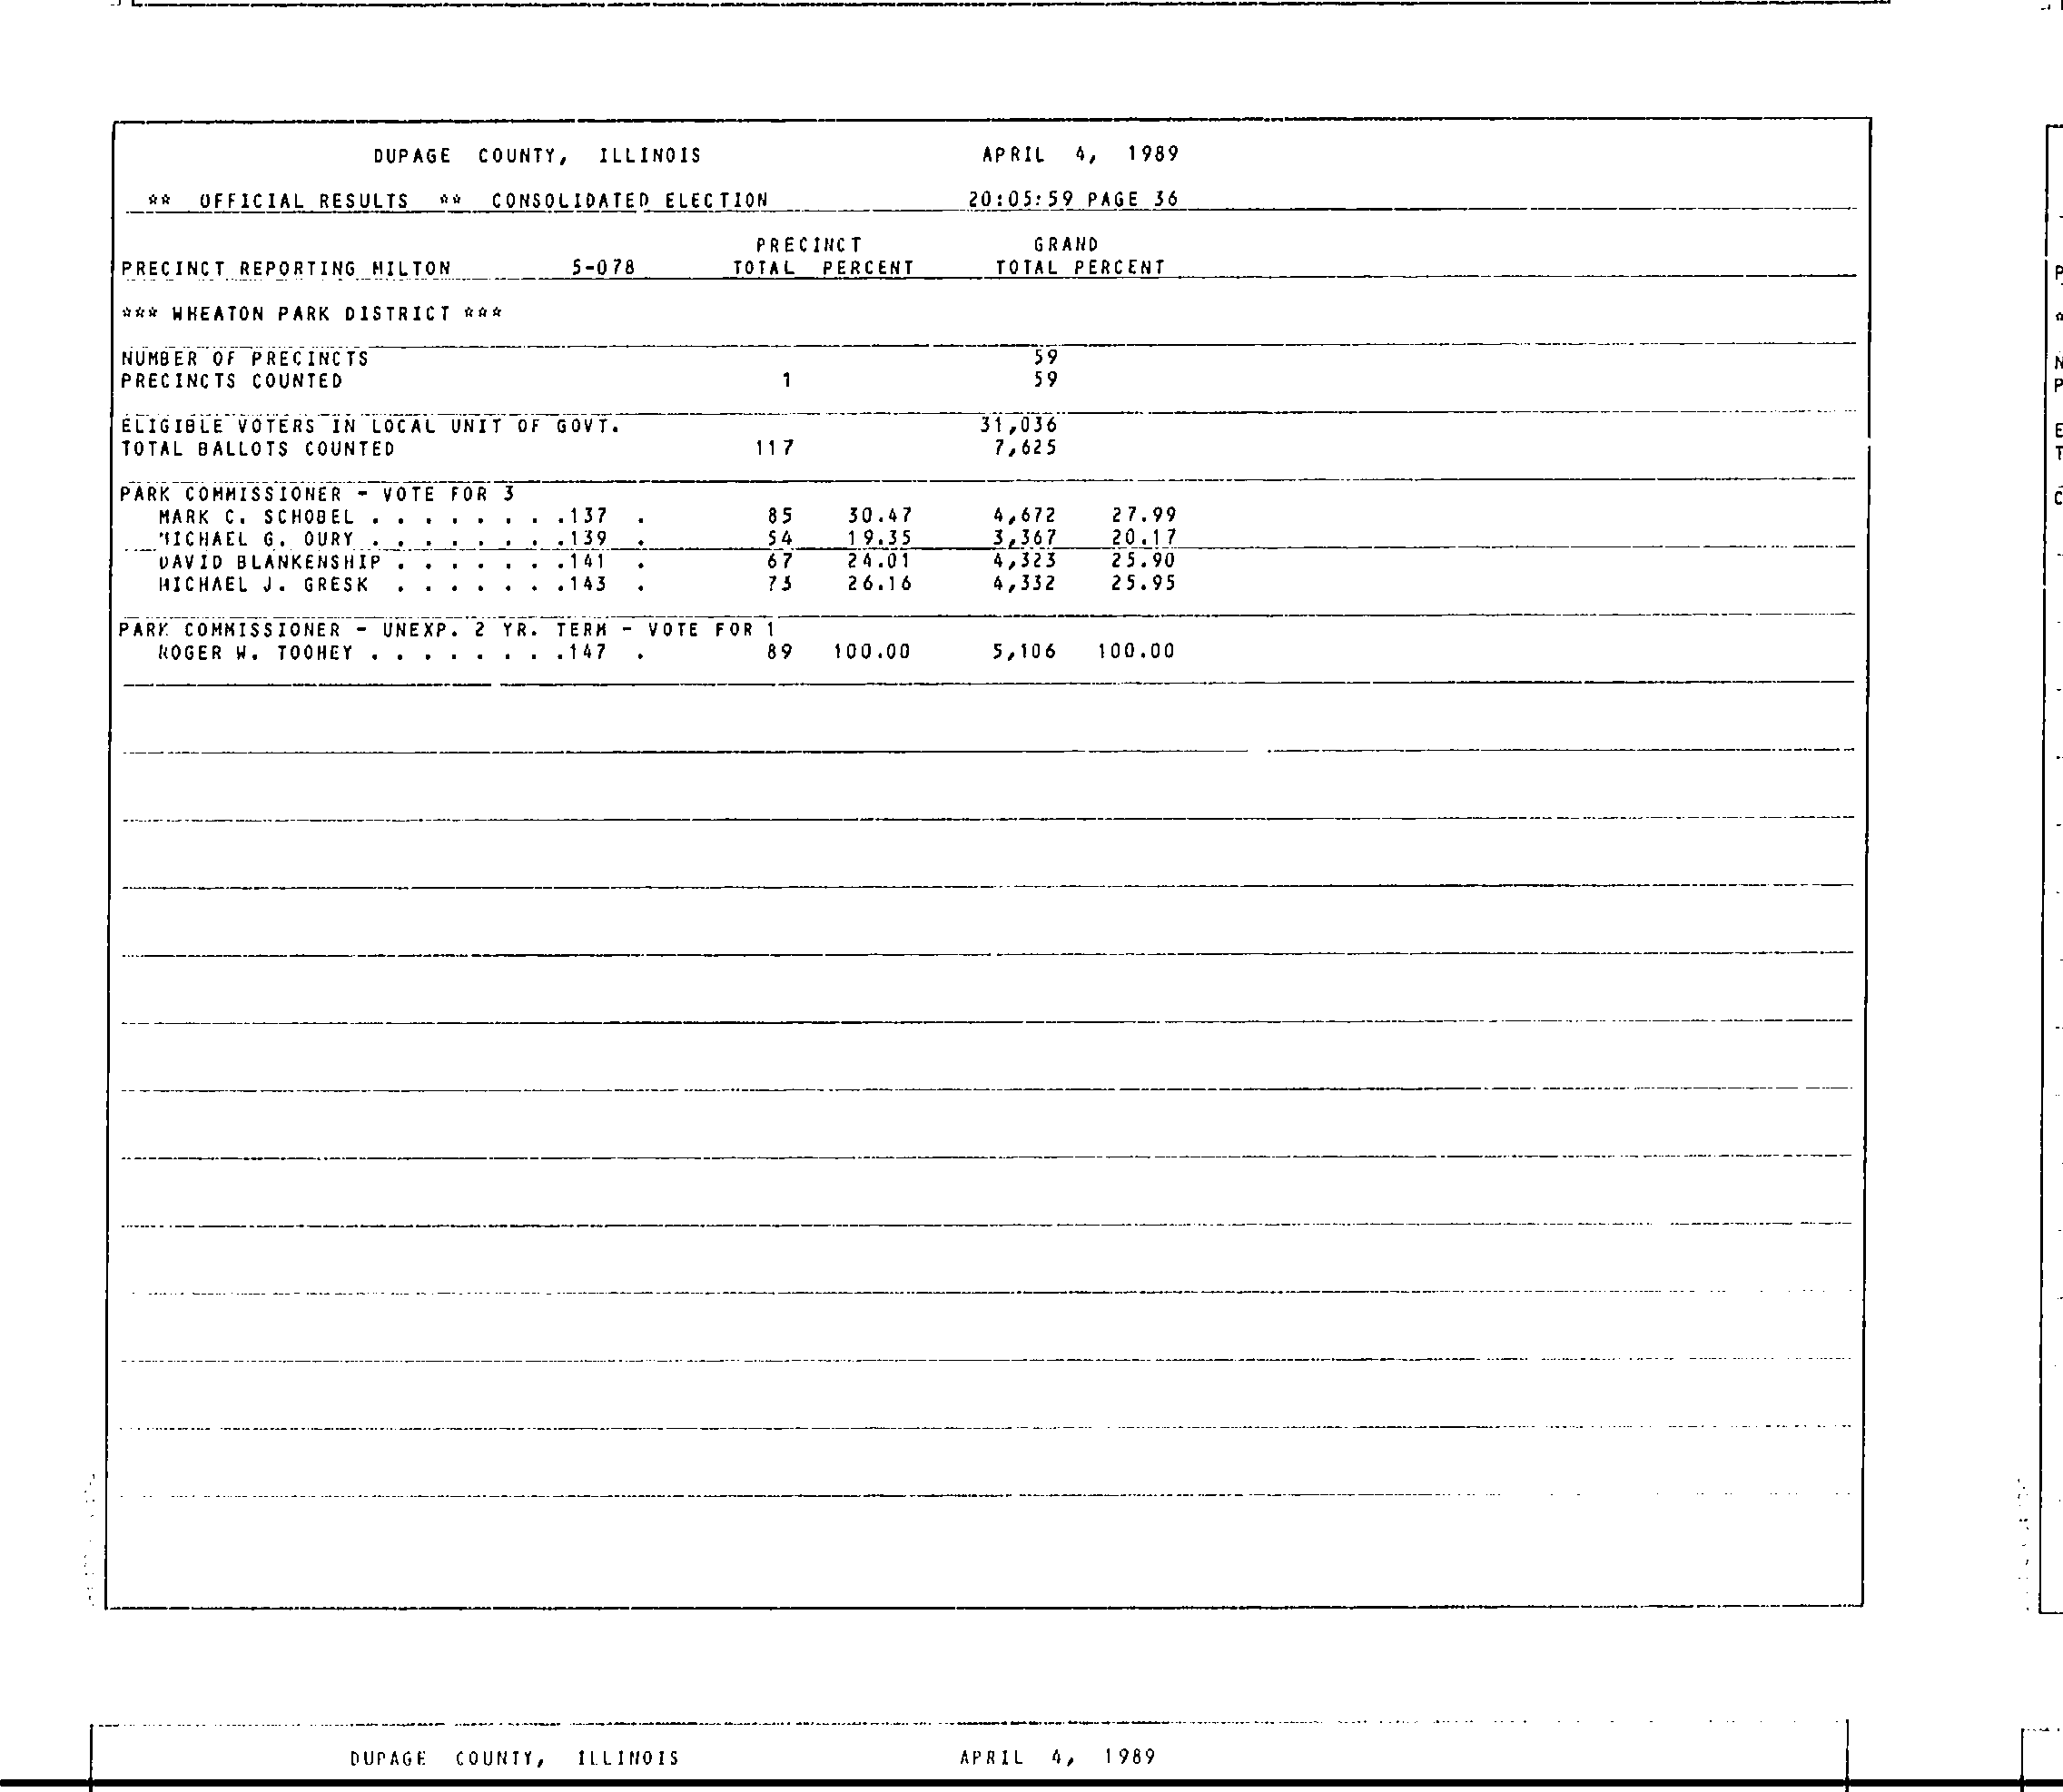 DUPAGE COUNTY, ILLINOIS APRIL 4, 1989
** OFFICIAL RESULTS ** CONSOLIDATED ELECTION 20:05:59 PAGE 36
PRECINCT GRAND
PRECINCT REPORTING MILTON 5-078 TOTAL PERCENT TOTAL PERCENT
*** WHEATON PARK DISTRICT ***
NUMBER OF PRECINCTS 59
PRECINCTS COUNTED 1 59
ELIGIBLE VOTERS IN LOCAL UNIT OF GOVT. 31,036
TOTAL BALLOTS COUNTED 117 7,625
PARK COMMISSIONER - VOTE FOR 3
MARK C. SCHOBEL . . . . . . . .137 . 85 30.47 4,672 27.99
MICHAEL G. OURY . . . . . . . .139 . 54 19.35 3,367 20.17
DAVID BLANKENSHIP . . . . . . .141 . 67 24.01 4,323 25.90
MICHAEL J. GRESK . . . . . . .143 . 73 26.16 4,332 25.95
PARK COMMISSIONER - UNEXP. 2 YR. TERM - VOTE FOR 1
ROGER W. TOOHEY . . . . . . . .147 . 89 100.00 5,106 100.00
DUPAGE COUNTY, ILLINOIS APRIL 4, 1989